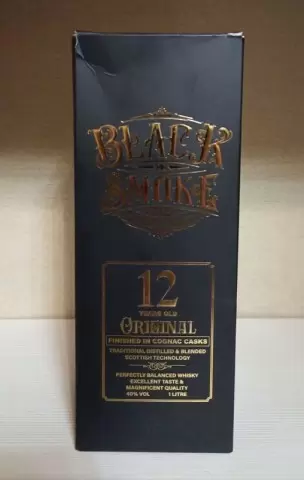 BLACK
SMOKE
12
YEARS OLD
ORIGINAL
FINISHED IN COGNAC CASKS
TRADITIONAL DISTILLED & BLENDED
SCOTTISH TECHNOLOGY
PERFECTLY BALANCED WHISKY
EXCELLENT TASTE &
MAGNIFICENT QUALITY
40% VOL 1 LITRE